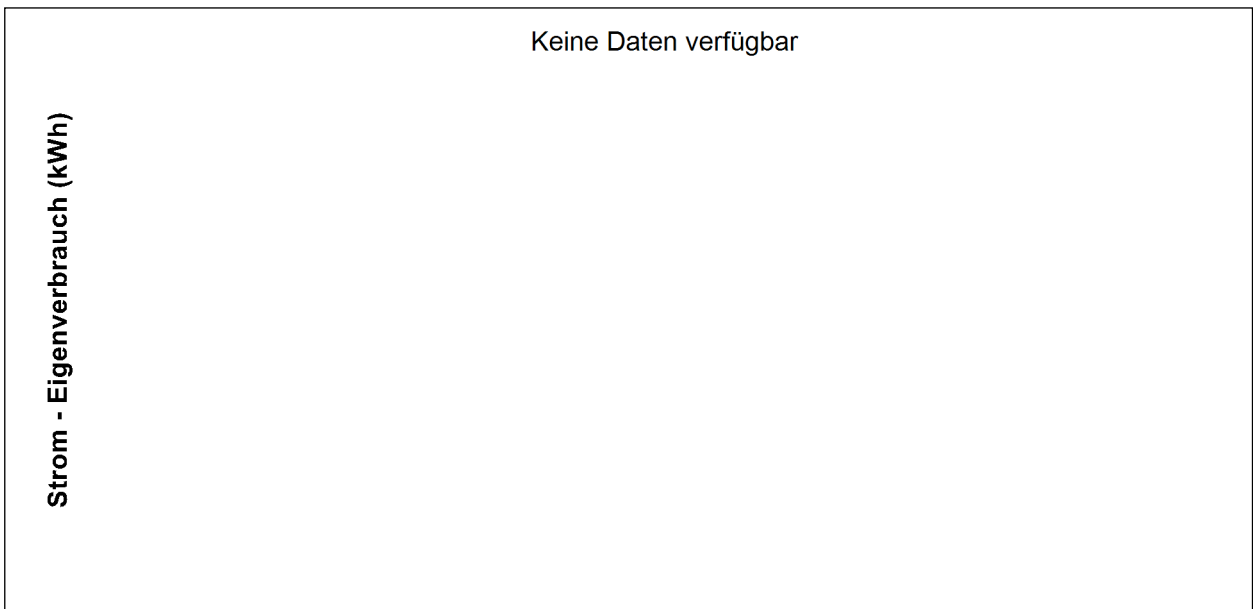 Keine Daten verfügbar
Strom - Eigenverbrauch (kWh)